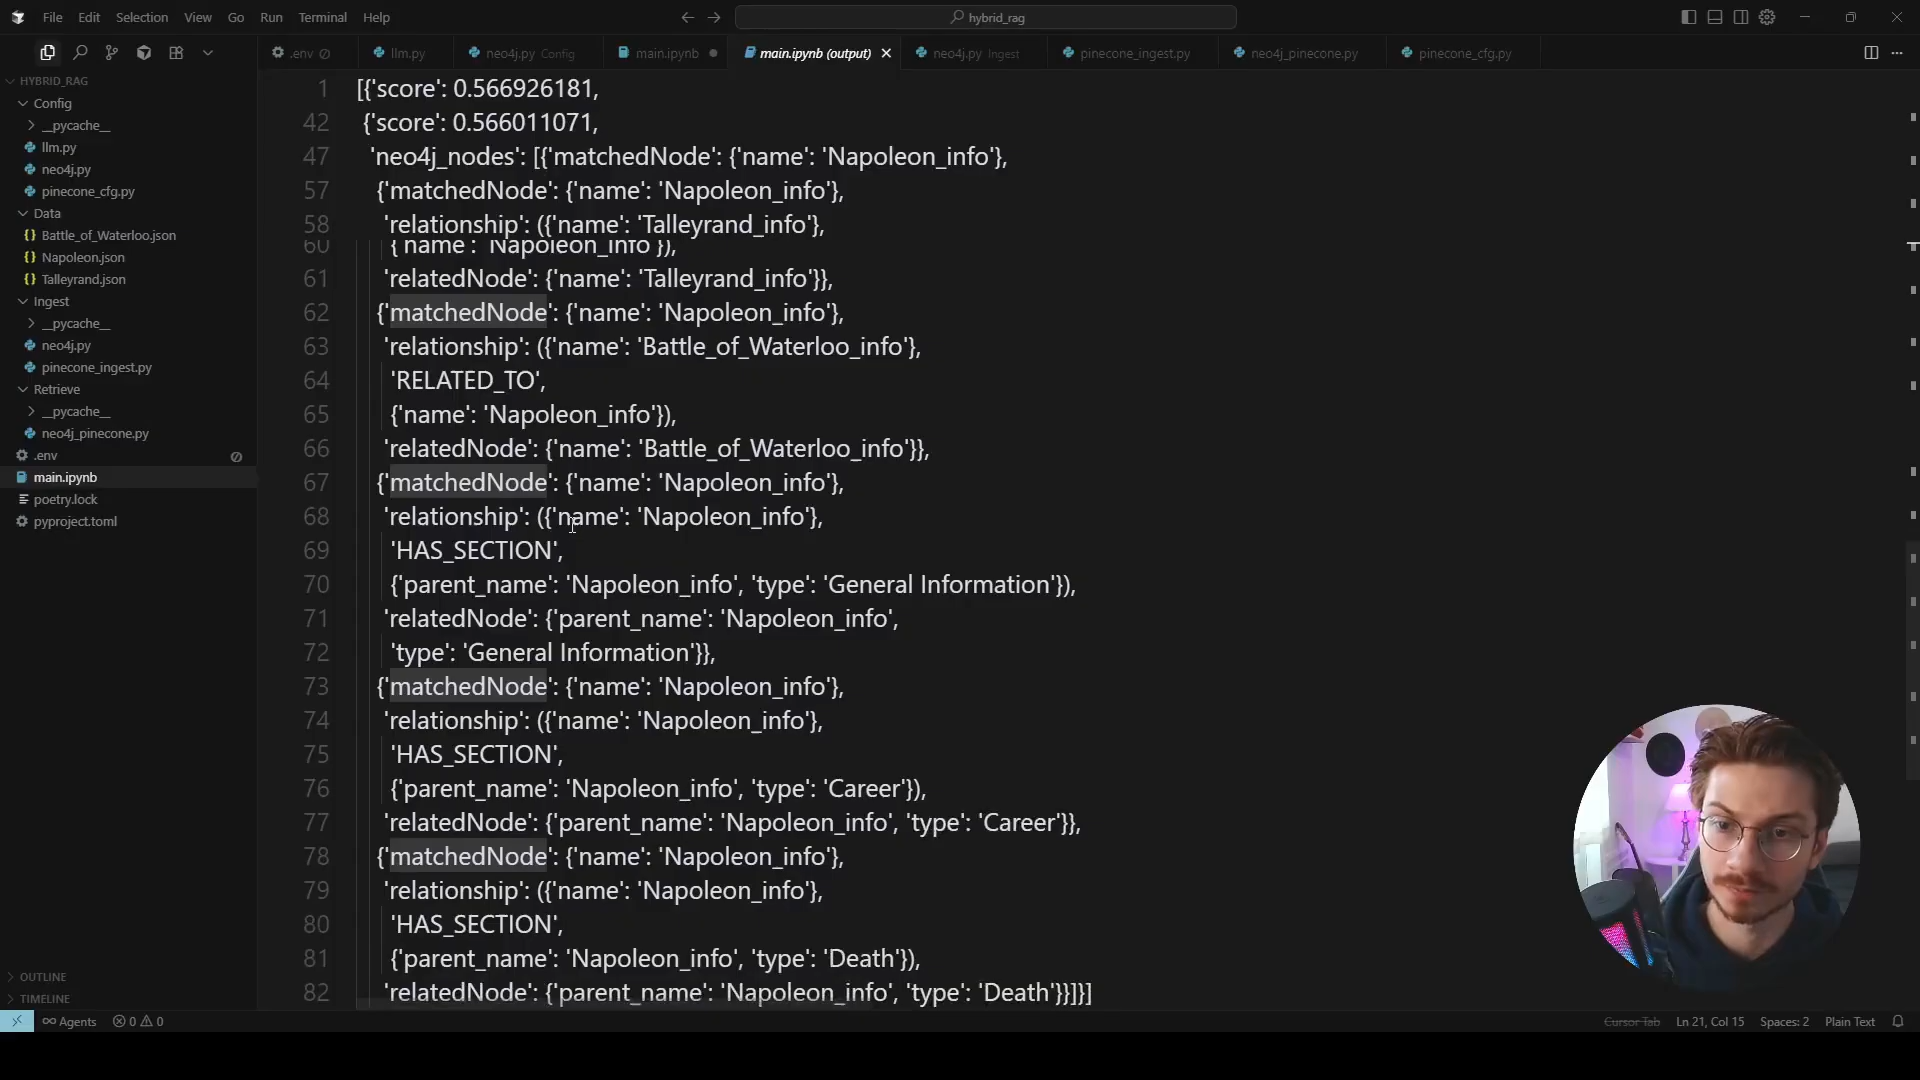 File Edit Selection View Go Run Terminal Help
hybrid_rag
.env
llm.py
neo4j.py Config
main.ipynb
main.ipynb (output)
neo4j.py Ingest
pinecone_ingest.py
neo4j_pinecone.py
pinecone_cfg.py
HYBRID_RAG
Config
__pycache__
llm.py
neo4j.py
pinecone_cfg.py
Data
Battle_of_Waterloo.json
Napoleon.json
Talleyrand.json
Ingest
__pycache__
neo4j.py
pinecone_ingest.py
Retrieve
__pycache__
neo4j_pinecone.py
.env
main.ipynb
poetry.lock
pyproject.toml
OUTLINE
TIMELINE
1 [{'score': 0.566926181,
42 {'score': 0.566011071,
47 'neo4j_nodes': [{'matchedNode': {'name': 'Napoleon_info'},
57 {'matchedNode': {'name': 'Napoleon_info'},
58 'relationship': ({'name': 'Talleyrand_info'},
60 {'name': 'Napoleon_info'}),
61 'relatedNode': {'name': 'Talleyrand_info'}},
62 {'matchedNode': {'name': 'Napoleon_info'},
63 'relationship': ({'name': 'Battle_of_Waterloo_info'},
64 'RELATED_TO',
65 {'name': 'Napoleon_info'}),
66 'relatedNode': {'name': 'Battle_of_Waterloo_info'}},
67 {'matchedNode': {'name': 'Napoleon_info'},
68 'relationship': ({'name': 'Napoleon_info'},
69 'HAS_SECTION',
70 {'parent_name': 'Napoleon_info', 'type': 'General Information'}),
71 'relatedNode': {'parent_name': 'Napoleon_info',
72 'type': 'General Information'}},
73 {'matchedNode': {'name': 'Napoleon_info'},
74 'relationship': ({'name': 'Napoleon_info'},
75 'HAS_SECTION',
76 {'parent_name': 'Napoleon_info', 'type': 'Career'}),
77 'relatedNode': {'parent_name': 'Napoleon_info', 'type': 'Career'}},
78 {'matchedNode': {'name': 'Napoleon_info'},
79 'relationship': ({'name': 'Napoleon_info'},
80 'HAS_SECTION',
81 {'parent_name': 'Napoleon_info', 'type': 'Death'}),
82 'relatedNode': {'parent_name': 'Napoleon_info', 'type': 'Death'}}]}]
Agents 0 0 Cursor Tab Ln 21, Col 15 Spaces: 2 Plain Text